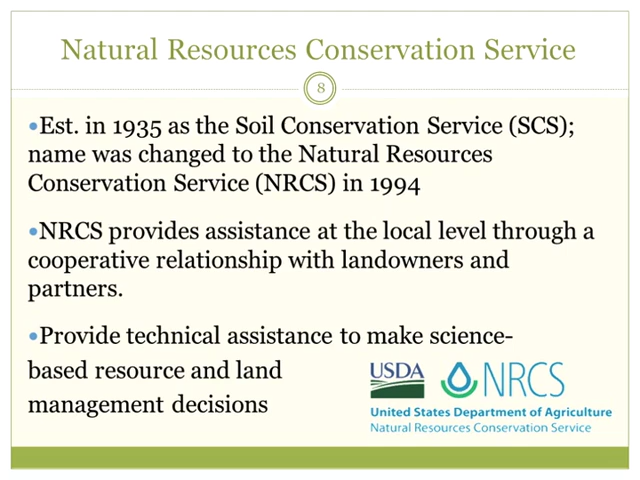 Natural Resources Conservation Service
8
•Est. in 1935 as the Soil Conservation Service (SCS);
name was changed to the Natural Resources
Conservation Service (NRCS) in 1994
•NRCS provides assistance at the local level through a
cooperative relationship with landowners and
partners.
•Provide technical assistance to make science-
based resource and land
management decisions
USDA NRCS
United States Department of Agriculture
Natural Resources Conservation Service